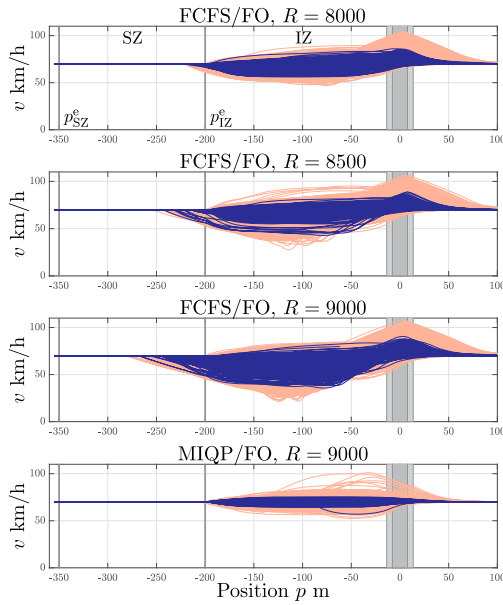 FCFS/FO, R = 8000
SZ IZ
100
50
0
v km/h
p^e_SZ p^e_IZ
-350 -300 -250 -200 -150 -100 -50 0 50 100
FCFS/FO, R = 8500
100
50
0
v km/h
-350 -300 -250 -200 -150 -100 -50 0 50 100
FCFS/FO, R = 9000
100
50
0
v km/h
-350 -300 -250 -200 -150 -100 -50 0 50 100
MIQP/FO, R = 9000
100
50
0
v km/h
-350 -300 -250 -200 -150 -100 -50 0 50 100
Position p m